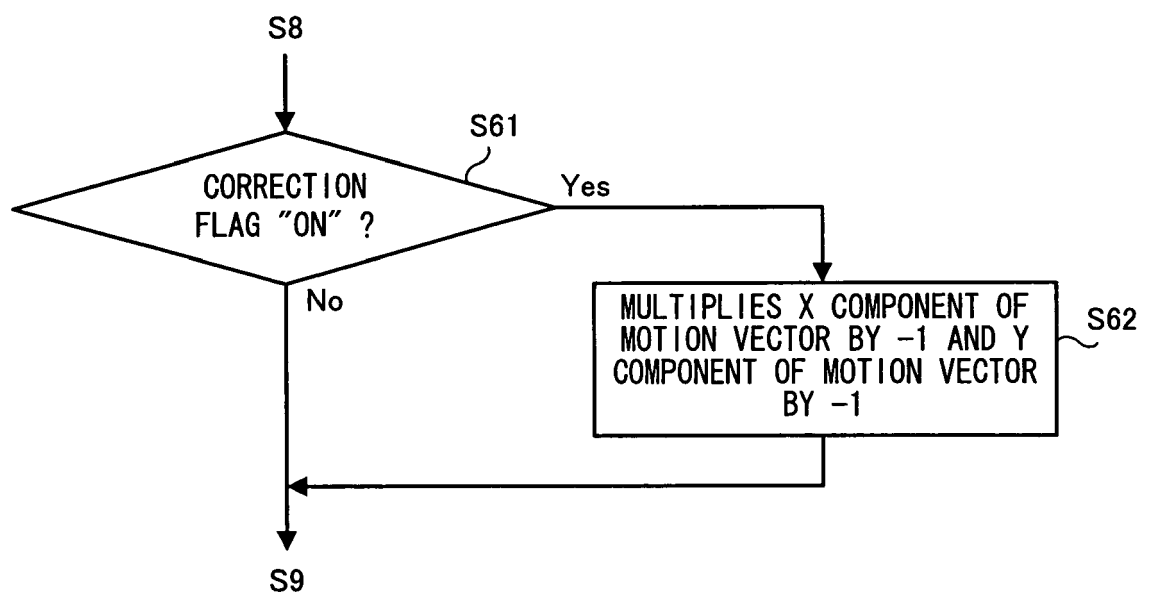 S8
S61
CORRECTION
FLAG "ON" ?
Yes
No
MULTIPLIES X COMPONENT OF
MOTION VECTOR BY -1 AND Y
COMPONENT OF MOTION VECTOR
BY -1
S62
S9